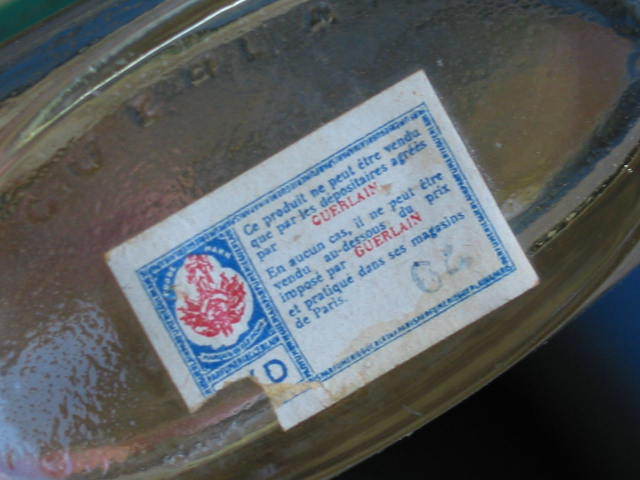 Ce produit ne peut être vendu
que par les dépositaires agréés
par GUERLAIN
En aucun cas, il ne peut être
vendu au-dessous du prix
imposé par GUERLAIN
et pratiqué dans ses magasins
de Paris.
D